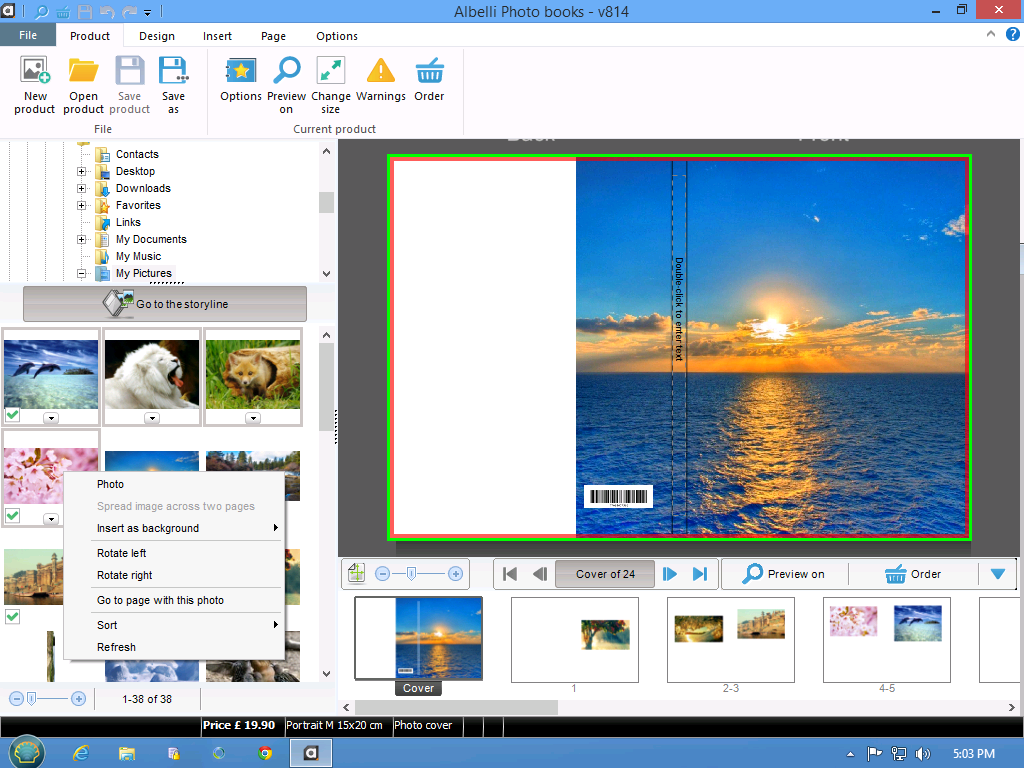 Albelli Photo books - v814
File
Product
Design
Insert
Page
Options
New
product
Open
product
Save
product
Save
as
File
Options
Preview
on
Change
size
Warnings
Order
Current product
Contacts
Desktop
Downloads
Favorites
Links
My Documents
My Music
My Pictures
Go to the storyline
Photo
Spread image across two pages
Insert as background
Rotate left
Rotate right
Go to page with this photo
Sort
Refresh
1-38 of 38
Back
Front
Double-click to enter text
Cover of 24
Preview on
Order
Cover
1
2-3
4-5
Price £ 19.90
Portrait M 15x20 cm
Photo cover
5:03 PM